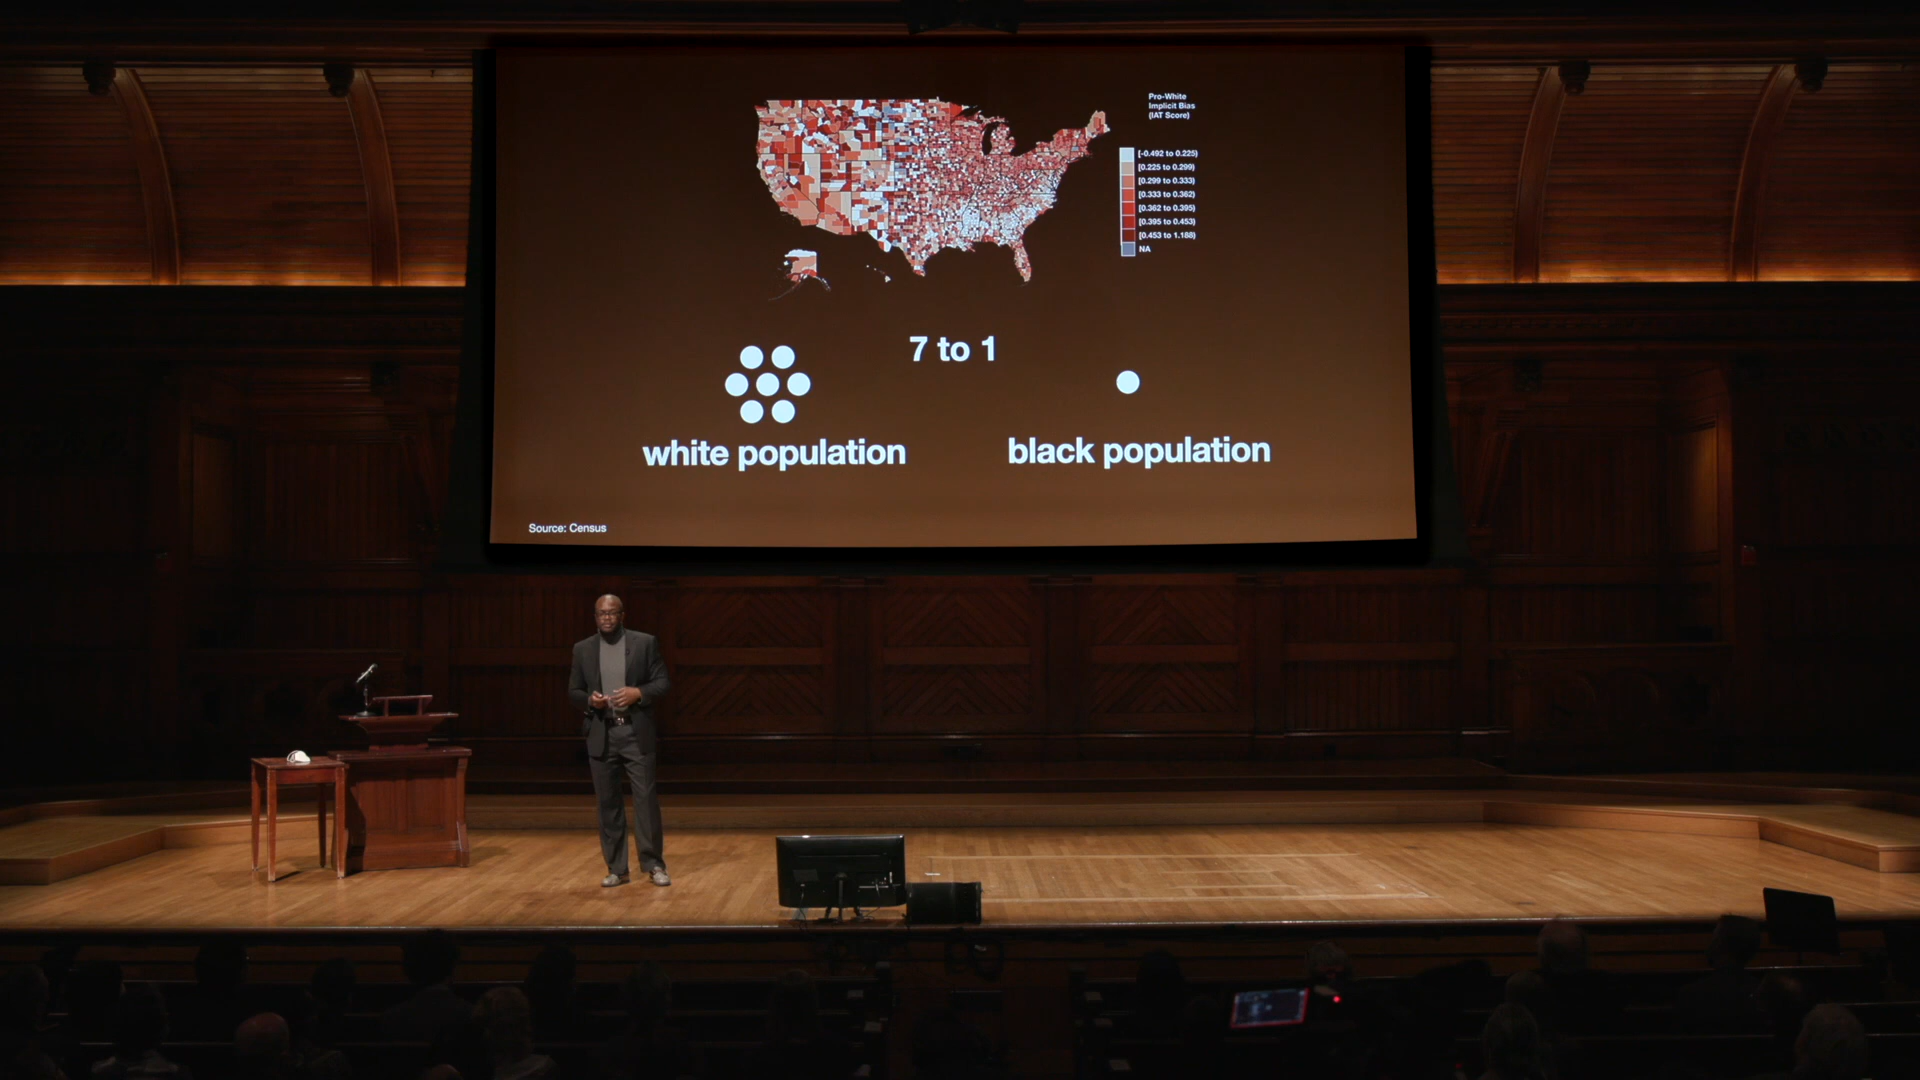 Pro-White
Implicit Bias
(IAT Score)
[-0.492 to 0.225)
[0.225 to 0.299)
[0.299 to 0.333)
[0.333 to 0.362)
[0.362 to 0.395)
[0.395 to 0.453)
[0.453 to 1.188)
NA
7 to 1
white population
black population
Source: Census